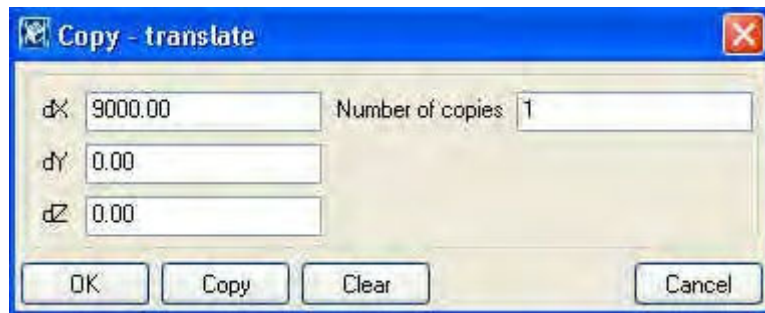 Copy - translate
dX 9000.00 Number of copies 1
dY 0.00
dZ 0.00
OK Copy Clear Cancel